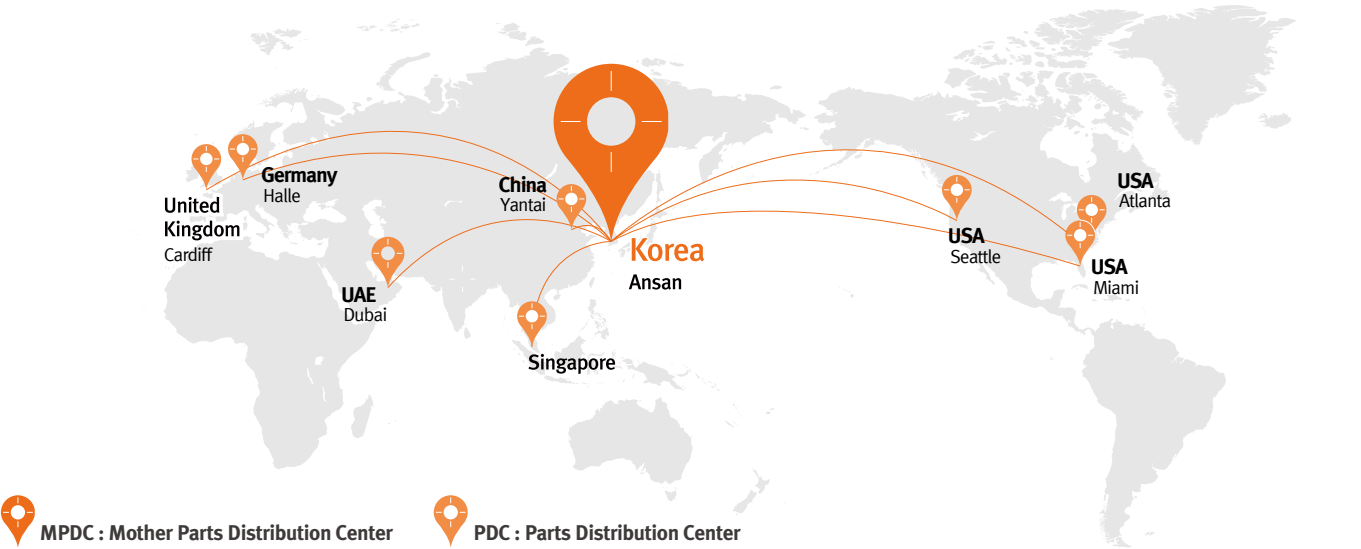 United
Kingdom
Cardiff
Germany
Halle
UAE
Dubai
China
Yantai
Singapore
Korea
Ansan
USA
Seattle
USA
Atlanta
USA
Miami
MPDC : Mother Parts Distribution Center
PDC : Parts Distribution Center